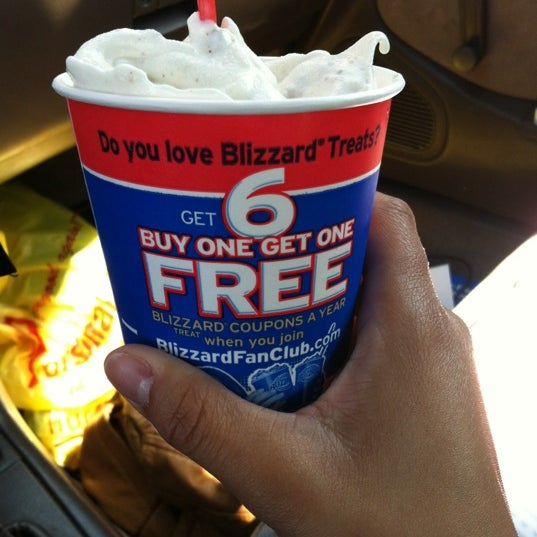 Do you love Blizzard® Treats?
GET 6
BUY ONE GET ONE
FREE
BLIZZARD® COUPONS A YEAR
TREAT when you join
BlizzardFanClub.com